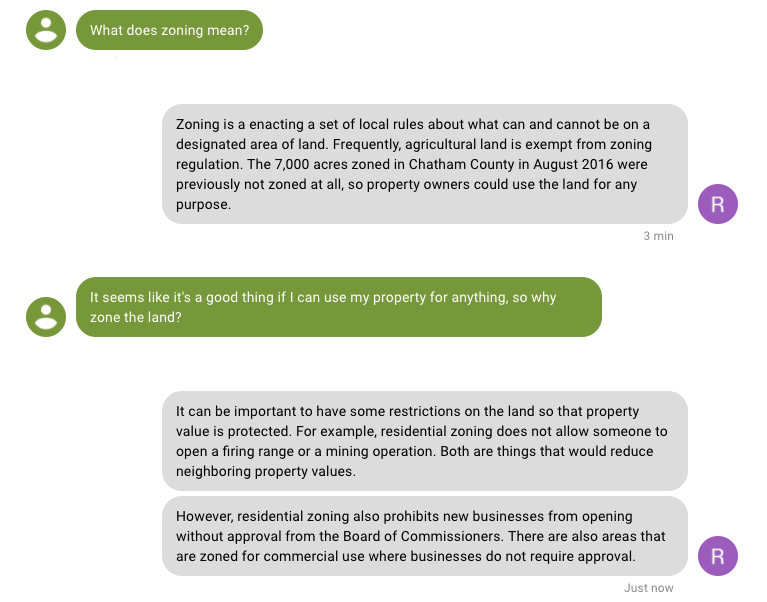 What does zoning mean?
Zoning is a enacting a set of local rules about what can and cannot be on a
designated area of land. Frequently, agricultural land is exempt from zoning
regulation. The 7,000 acres zoned in Chatham County in August 2016 were
previously not zoned at all, so property owners could use the land for any
purpose.
R
3 min
It seems like it's a good thing if I can use my property for anything, so why
zone the land?
It can be important to have some restrictions on the land so that property
value is protected. For example, residential zoning does not allow someone to
open a firing range or a mining operation. Both are things that would reduce
neighboring property values.
However, residential zoning also prohibits new businesses from opening
without approval from the Board of Commissioners. There are also areas that
are zoned for commercial use where businesses do not require approval.
R
Just now